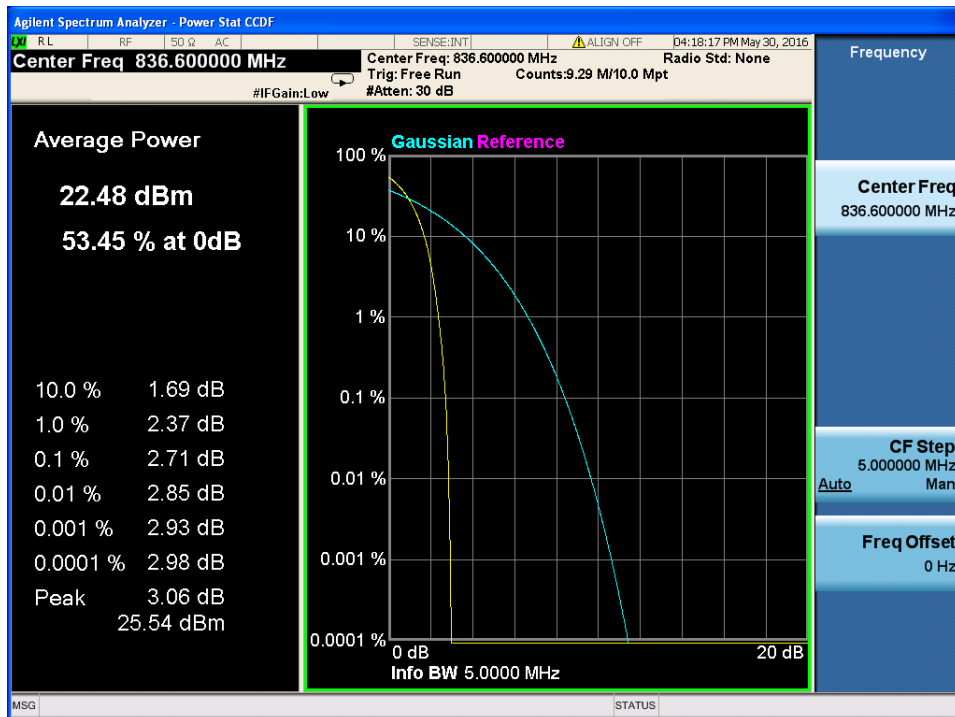 Agilent Spectrum Analyzer - Power Stat CCDF
LXI RL RF 50 Ω AC SENSE:INT ALIGN OFF 04:18:17 PM May 30, 2016
Center Freq 836.600000 MHz
#IFGain:Low
Center Freq: 836.600000 MHz Radio Std: None
Trig: Free Run Counts:9.29 M/10.0 Mpt
#Atten: 30 dB
Average Power
22.48 dBm
53.45 % at 0dB
10.0 % 1.69 dB
1.0 % 2.37 dB
0.1 % 2.71 dB
0.01 % 2.85 dB
0.001 % 2.93 dB
0.0001 % 2.98 dB
Peak 3.06 dB
25.54 dBm
Gaussian Reference
100 %
10 %
1 %
0.1 %
0.01 %
0.001 %
0.0001 %
0 dB 20 dB
Info BW 5.0000 MHz
Frequency
Center Freq
836.600000 MHz
CF Step
5.000000 MHz
Auto Man
Freq Offset
0 Hz
MSG STATUS